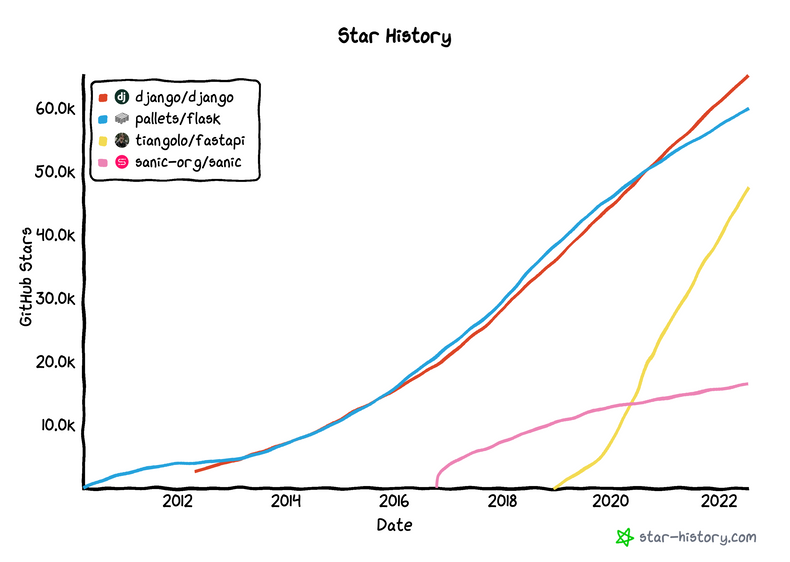 Star History
django/django
pallets/flask
tiangolo/fastapi
sanic-org/sanic
60.0k
50.0k
40.0k
30.0k
20.0k
10.0k
GitHub Stars
2012 2014 2016 2018 2020 2022
Date
star-history.com